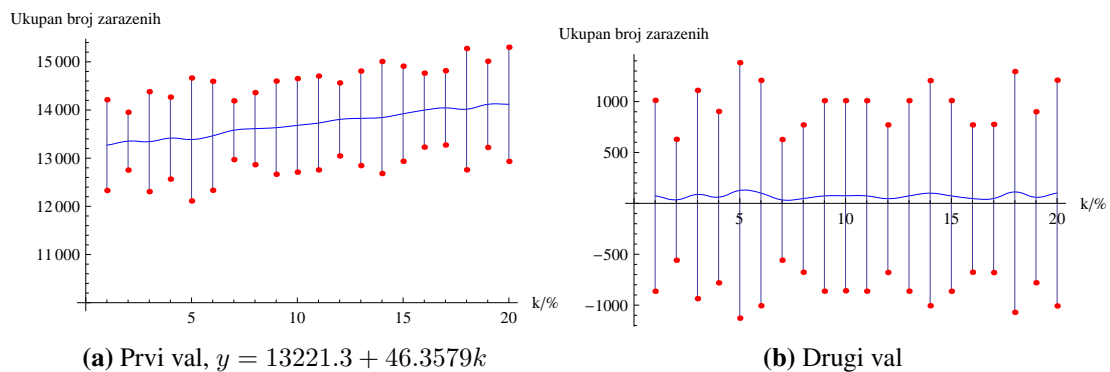 Ukupan broj zarazenih
15 000
14 000
13 000
12 000
11 000
5
10
15
20
k/%
(a) Prvi val, y = 13221.3 + 46.3579k
Ukupan broj zarazenih
1000
500
−500
−1000
5
10
15
20
k/%
(b) Drugi val